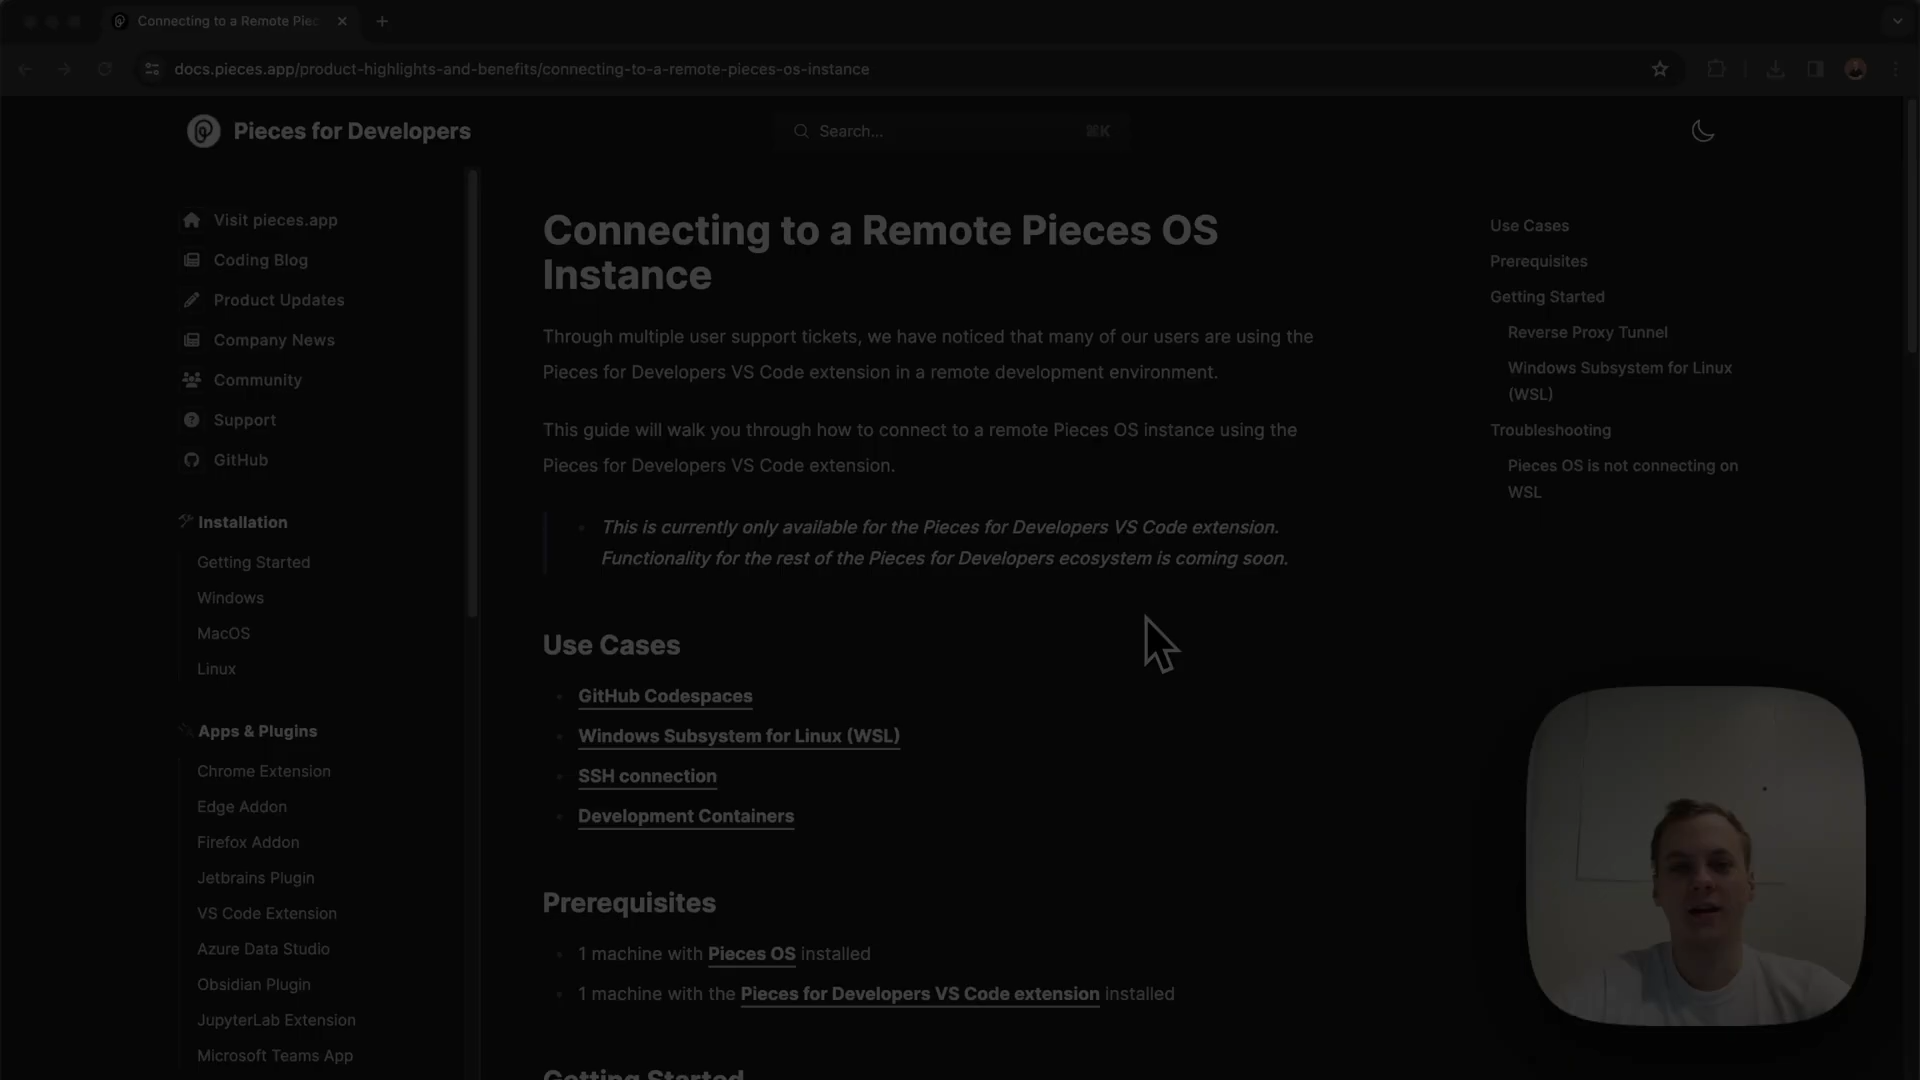 Connecting to a Remote Piec
docs.pieces.app/product-highlights-and-benefits/connecting-to-a-remote-pieces-os-instance
Pieces for Developers
Search...
⌘K
Visit pieces.app
Coding Blog
Product Updates
Company News
Community
Support
GitHub
Installation
Getting Started
Windows
MacOS
Linux
Apps & Plugins
Chrome Extension
Edge Addon
Firefox Addon
Jetbrains Plugin
VS Code Extension
Azure Data Studio
Obsidian Plugin
JupyterLab Extension
Microsoft Teams App
Connecting to a Remote Pieces OS
Instance
Through multiple user support tickets, we have noticed that many of our users are using the
Pieces for Developers VS Code extension in a remote development environment.
This guide will walk you through how to connect to a remote Pieces OS instance using the
Pieces for Developers VS Code extension.
This is currently only available for the Pieces for Developers VS Code extension.
Functionality for the rest of the Pieces for Developers ecosystem is coming soon.
Use Cases
GitHub Codespaces
Windows Subsystem for Linux (WSL)
SSH connection
Development Containers
Prerequisites
1 machine with Pieces OS installed
1 machine with the Pieces for Developers VS Code extension installed
Getting Started
Use Cases
Prerequisites
Getting Started
Reverse Proxy Tunnel
Windows Subsystem for Linux
(WSL)
Troubleshooting
Pieces OS is not connecting on
WSL